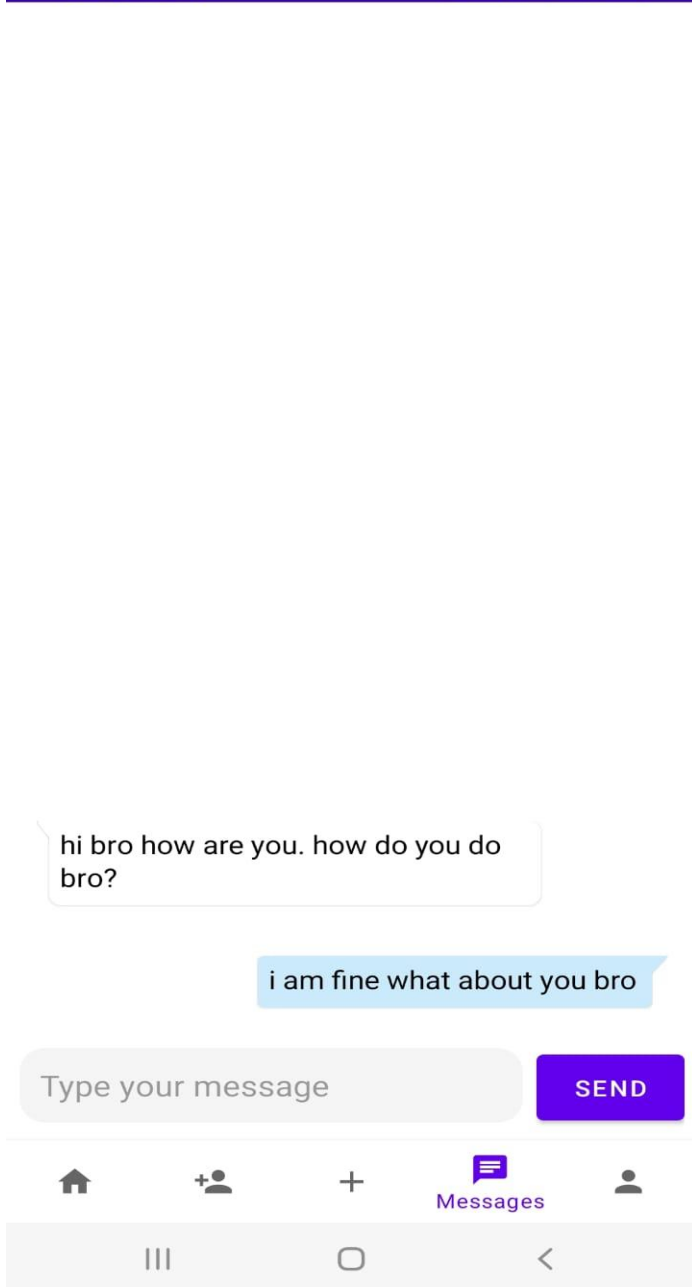 hi bro how are you. how do you do
bro?
i am fine what about you bro
Type your message
SEND
Messages